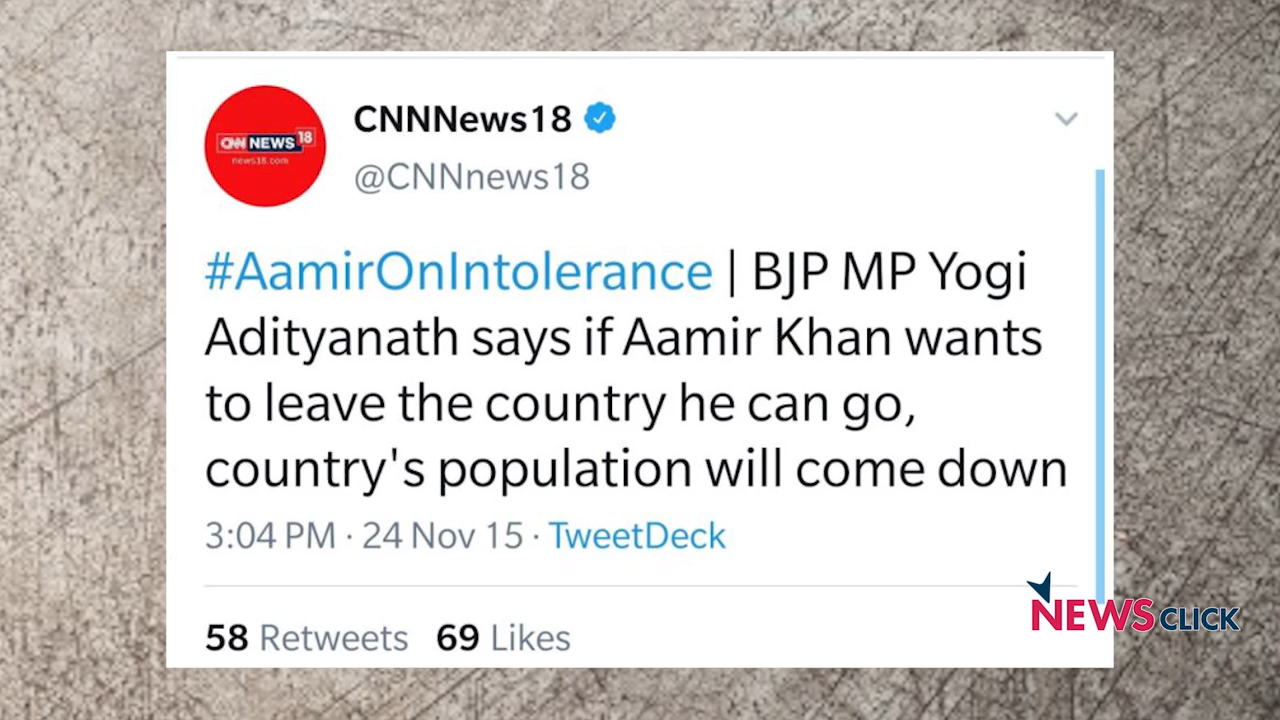 CNN NEWS 18
news18.com
CNNNews18
@CNNnews18
#AamirOnIntolerance | BJP MP Yogi
Adityanath says if Aamir Khan wants
to leave the country he can go,
country's population will come down
3:04 PM · 24 Nov 15 · TweetDeck
58 Retweets 69 Likes
NEWSCLICK